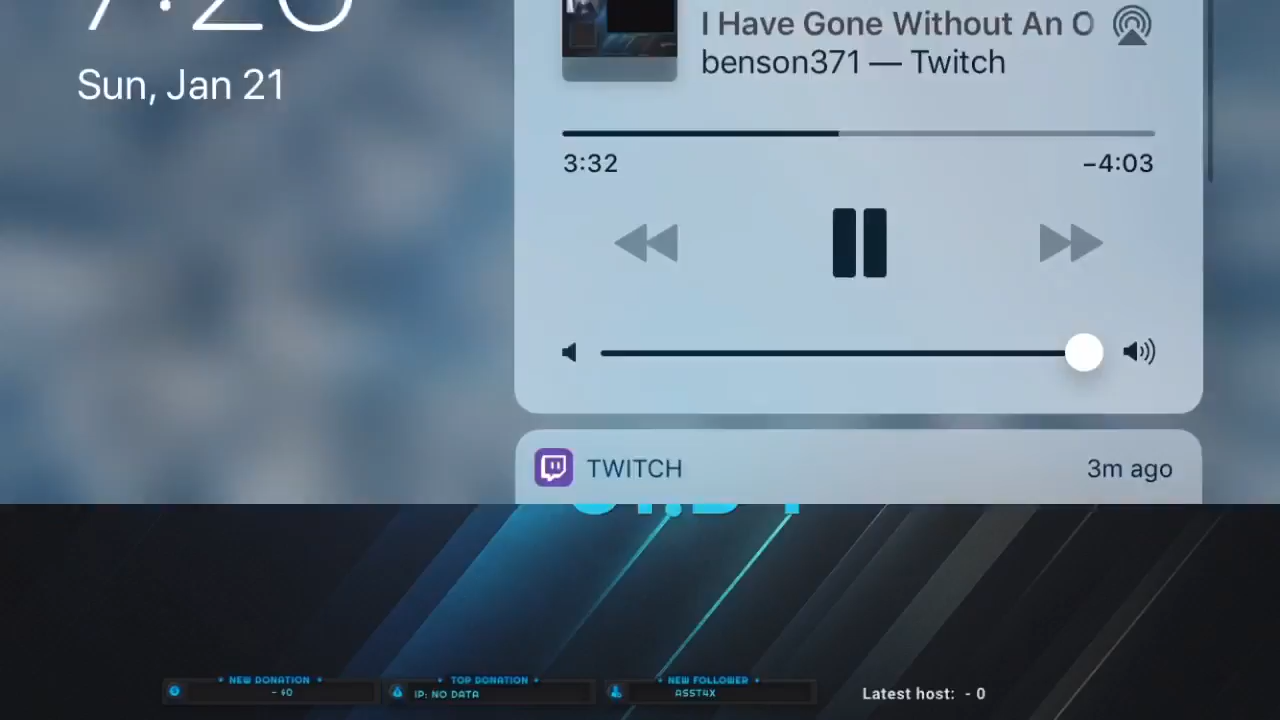 Sun, Jan 21
I Have Gone Without An O
benson371 — Twitch
3:32
−4:03
TWITCH
3m ago
NEW DONATION
- $0
TOP DONATION
IP: NO DATA
NEW FOLLOWER
ASST4X
Latest host: - 0